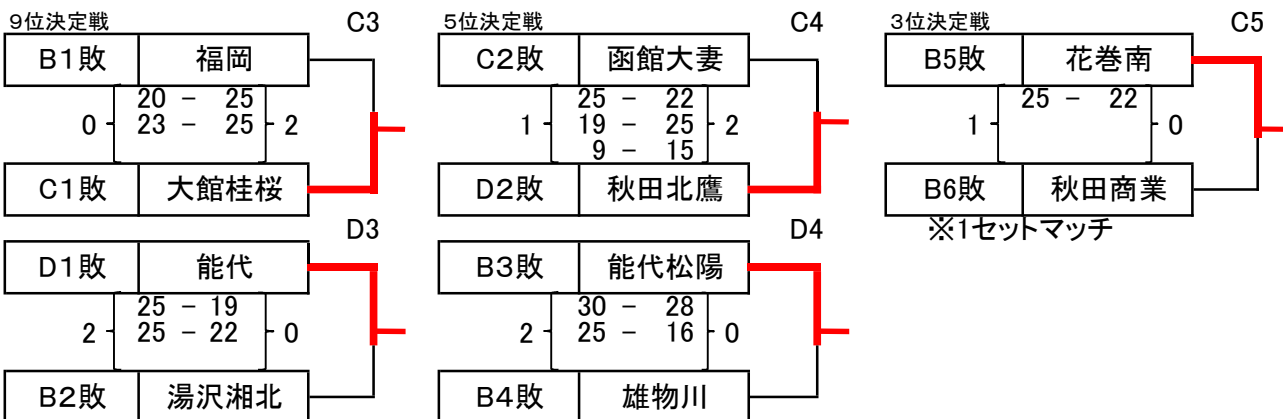 9位決定戦 C3
B1敗 福岡
20 － 25
0 23 － 25 2
C1敗 大館桂桜
D3
D1敗 能代
25 － 19
2 25 － 22 0
B2敗 湯沢湘北
5位決定戦 C4
C2敗 函館大妻
25 － 22
1 19 － 25 2
9 － 15
D2敗 秋田北鷹
D4
B3敗 能代松陽
30 － 28
2 25 － 16 0
B4敗 雄物川
3位決定戦 C5
B5敗 花巻南
25 － 22
1 0
B6敗 秋田商業
※1セットマッチ